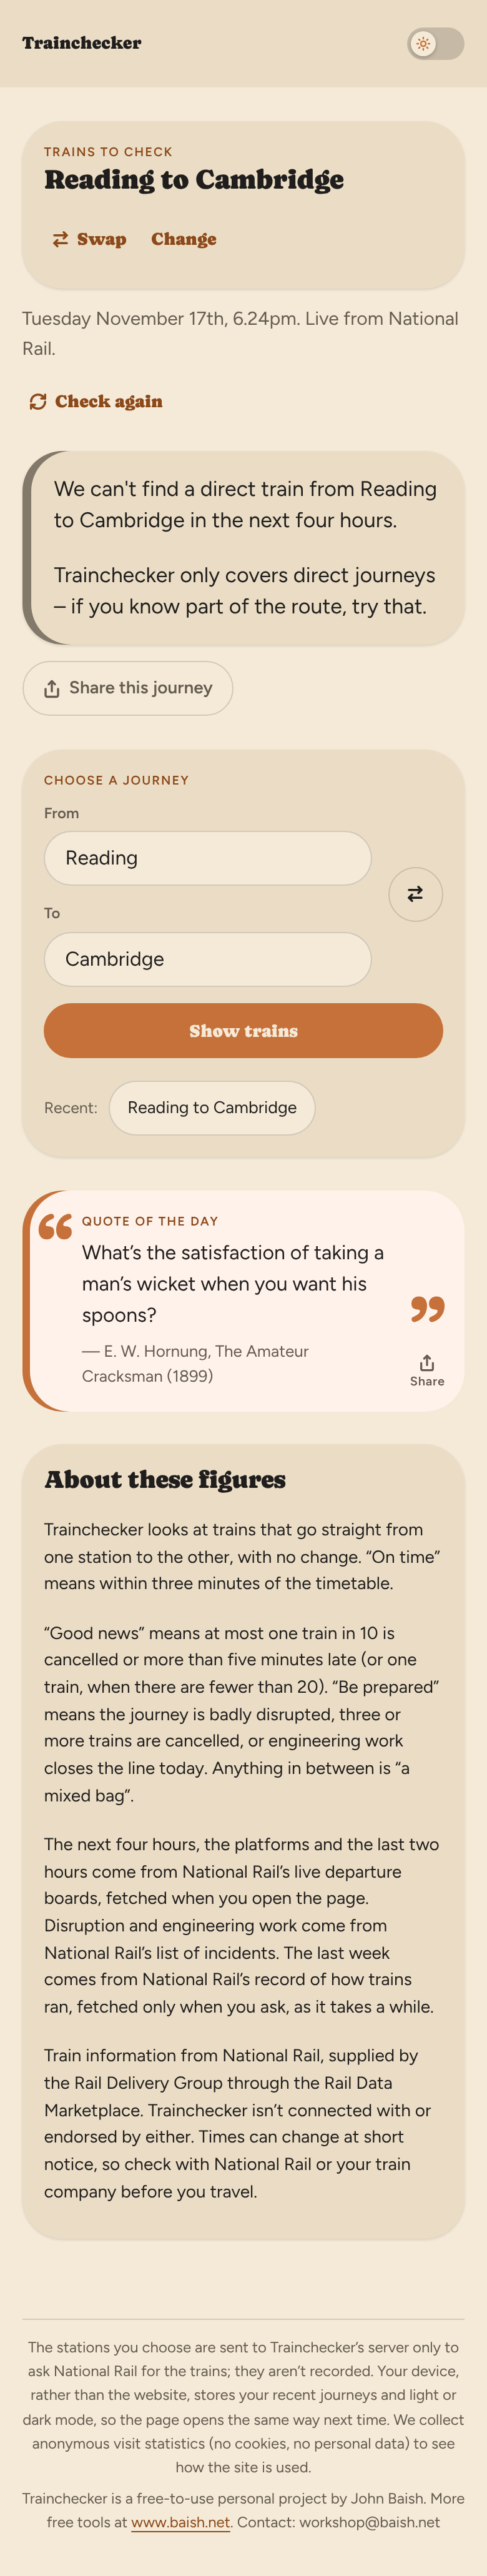 Trainchecker
TRAINS TO CHECK
Reading to Cambridge
Swap Change
Tuesday November 17th, 6.24pm. Live from National
Rail.
Check again
We can't find a direct train from Reading
to Cambridge in the next four hours.
Trainchecker only covers direct journeys
– if you know part of the route, try that.
Share this journey
CHOOSE A JOURNEY
From
Reading
To
Cambridge
Show trains
Recent: Reading to Cambridge
“
QUOTE OF THE DAY
What’s the satisfaction of taking a
man’s wicket when you want his
spoons?
”
— E. W. Hornung, The Amateur
Cracksman (1899)
Share
About these figures
Trainchecker looks at trains that go straight from
one station to the other, with no change. “On time”
means within three minutes of the timetable.
“Good news” means at most one train in 10 is
cancelled or more than five minutes late (or one
train, when there are fewer than 20). “Be prepared”
means the journey is badly disrupted, three or
more trains are cancelled, or engineering work
closes the line today. Anything in between is “a
mixed bag”.
The next four hours, the platforms and the last two
hours come from National Rail’s live departure
boards, fetched when you open the page.
Disruption and engineering work come from
National Rail’s list of incidents. The last week
comes from National Rail’s record of how trains
ran, fetched only when you ask, as it takes a while.
Train information from National Rail, supplied by
the Rail Delivery Group through the Rail Data
Marketplace. Trainchecker isn’t connected with or
endorsed by either. Times can change at short
notice, so check with National Rail or your train
company before you travel.
The stations you choose are sent to Trainchecker’s server only to
ask National Rail for the trains; they aren’t recorded. Your device,
rather than the website, stores your recent journeys and light or
dark mode, so the page opens the same way next time. We collect
anonymous visit statistics (no cookies, no personal data) to see
how the site is used.
Trainchecker is a free-to-use personal project by John Baish. More
free tools at www.baish.net. Contact: workshop@baish.net